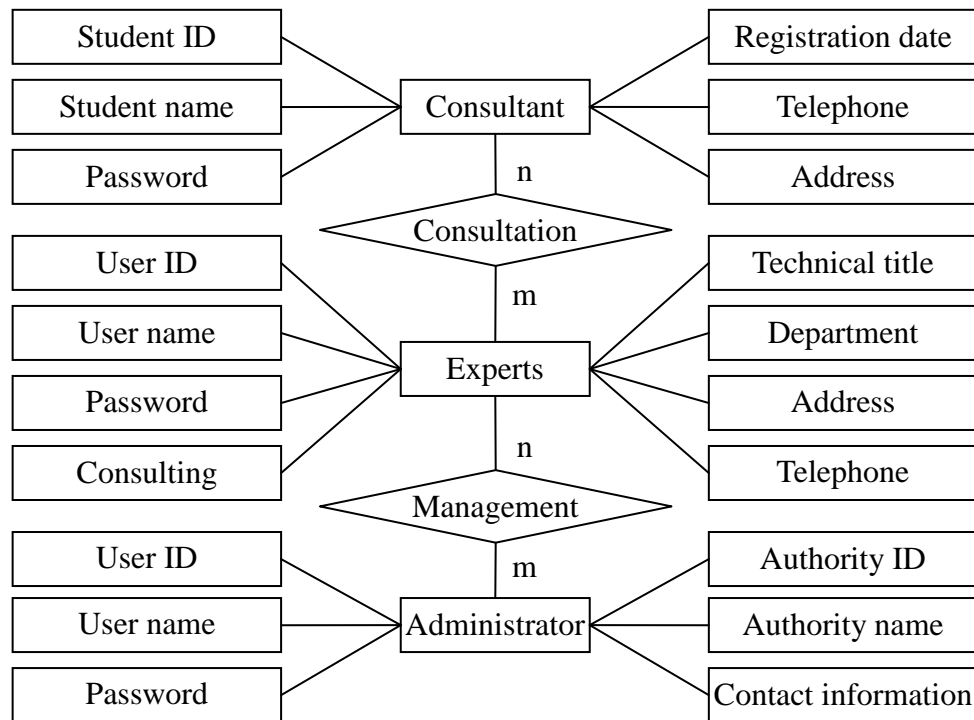 Student ID
Registration date
Student name
Consultant
Telephone
Password
n
Address
Consultation
User ID
Technical title
m
User name
Department
Experts
Password
Address
n
Consulting
Telephone
Management
User ID
Authority ID
m
User name
Administrator
Authority name
Password
Contact information